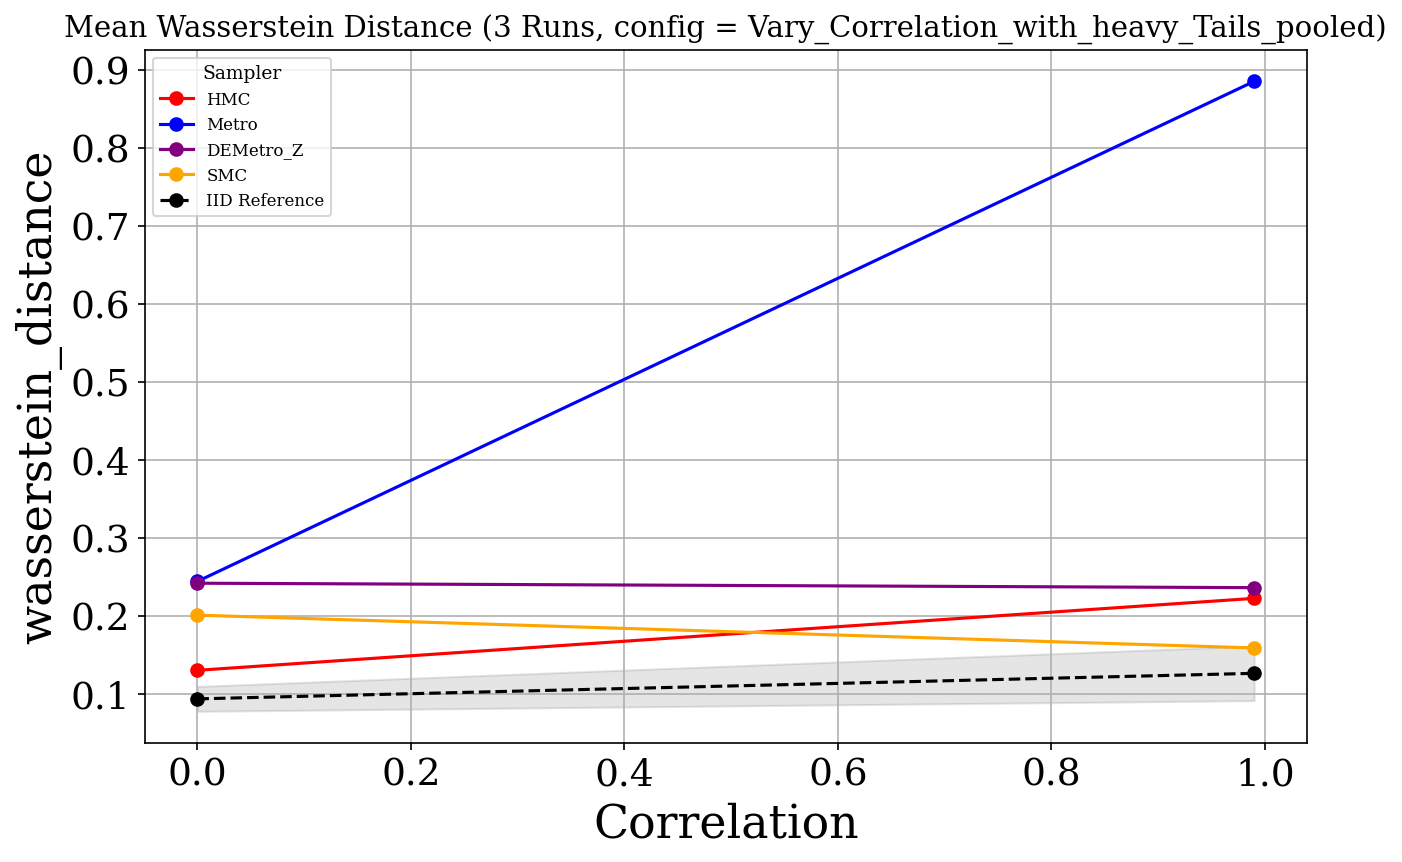 Mean Wasserstein Distance (3 Runs, config = Vary_Correlation_with_heavy_Tails_pooled)
Sampler
HMC
Metro
DEMetro_Z
SMC
IID Reference
wasserstein_distance
0.9
0.8
0.7
0.6
0.5
0.4
0.3
0.2
0.1
0.0 0.2 0.4 0.6 0.8 1.0
Correlation